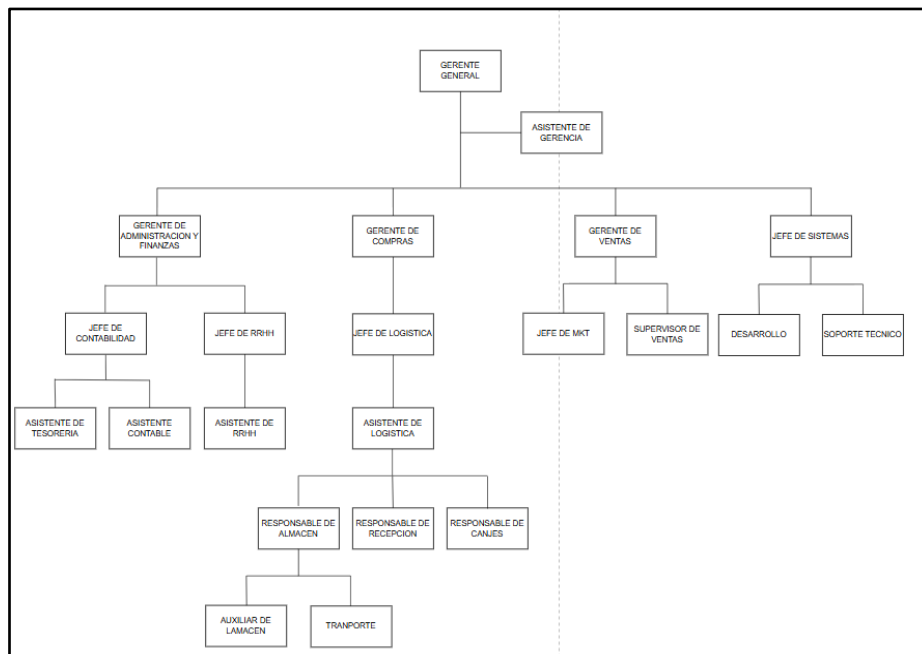 GERENTE
GENERAL
ASISTENTE DE
GERENCIA
GERENTE DE
ADMINISTRACION Y
FINANZAS
GERENTE DE
COMPRAS
GERENTE DE
VENTAS
JEFE DE SISTEMAS
JEFE DE
CONTABILIDAD
JEFE DE RRHH
JEFE DE LOGISTICA
JEFE DE MKT
SUPERVISOR DE
VENTAS
DESARROLLO
SOPORTE TECNICO
ASISTENTE DE
TESORERIA
ASISTENTE
CONTABLE
ASISTENTE DE
RRHH
ASISTENTE DE
LOGISTICA
RESPONSABLE DE
ALMACEN
RESPONSABLE DE
RECEPCION
RESPONSABLE DE
CANJES
AUXILIAR DE
LAMACEN
TRANPORTE